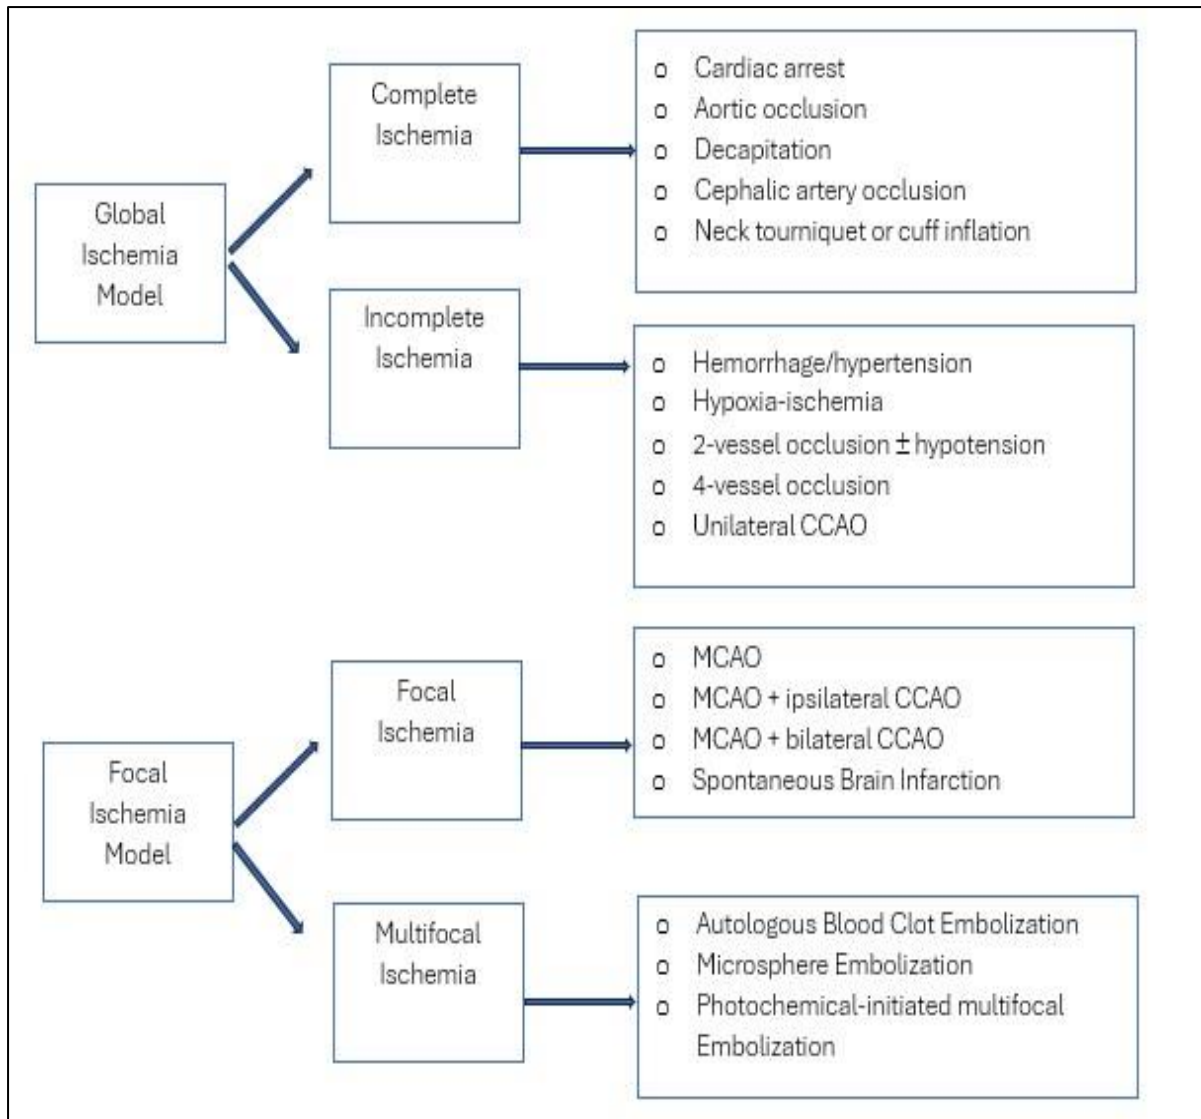 Global
Ischemia
Model
Complete
Ischemia
o Cardiac arrest
o Aortic occlusion
o Decapitation
o Cephalic artery occlusion
o Neck tourniquet or cuff inflation
Incomplete
Ischemia
o Hemorrhage/hypertension
o Hypoxia-ischemia
o 2-vessel occlusion ± hypotension
o 4-vessel occlusion
o Unilateral CCAO
Focal
Ischemia
Model
Focal
Ischemia
o MCAO
o MCAO + ipsilateral CCAO
o MCAO + bilateral CCAO
o Spontaneous Brain Infarction
Multifocal
Ischemia
o Autologous Blood Clot Embolization
o Microsphere Embolization
o Photochemical-initiated multifocal
Embolization